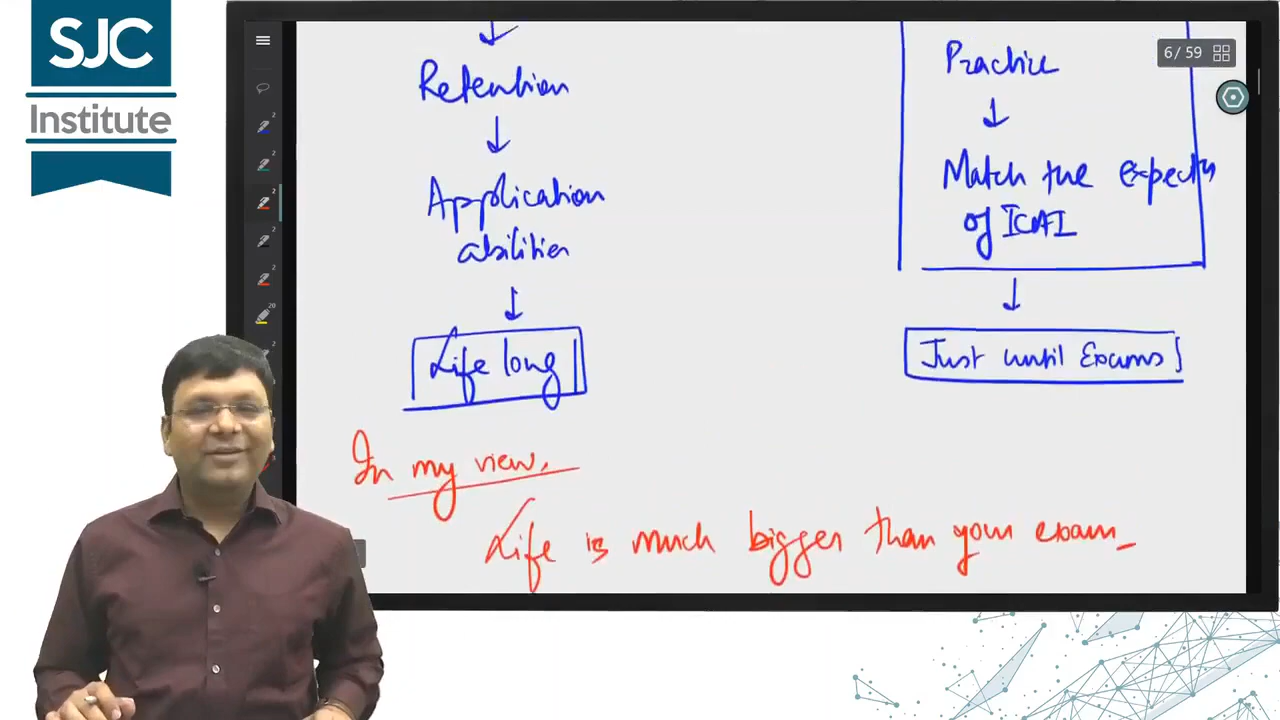 SJC
Institute
6/59
Retention
Application
abilities
Life long
Practice
Match the
of ICAI
Just until Exams
In my view,
Life is much bigger than your exam